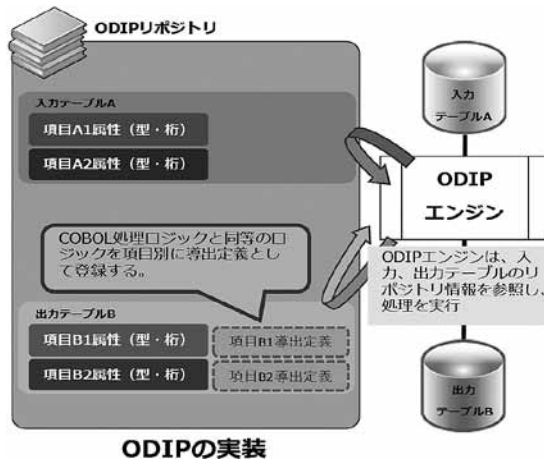 ODIPリポジトリ
入力テーブルA
項目A1属性（型・桁）
項目A2属性（型・桁）
COBOL処理ロジックと同等のロ
ジックを項目別に導出定義とし
て登録する。
出力テーブルB
項目B1属性（型・桁）
項目B1導出定義
項目B2属性（型・桁）
項目B2導出定義
入力
テーブルA
ODIP
エンジン
ODIPエンジンは、入
力、出力テーブルのリ
ポジトリ情報を参照し、
処理を実行
出力
テーブルB
ODIPの実装